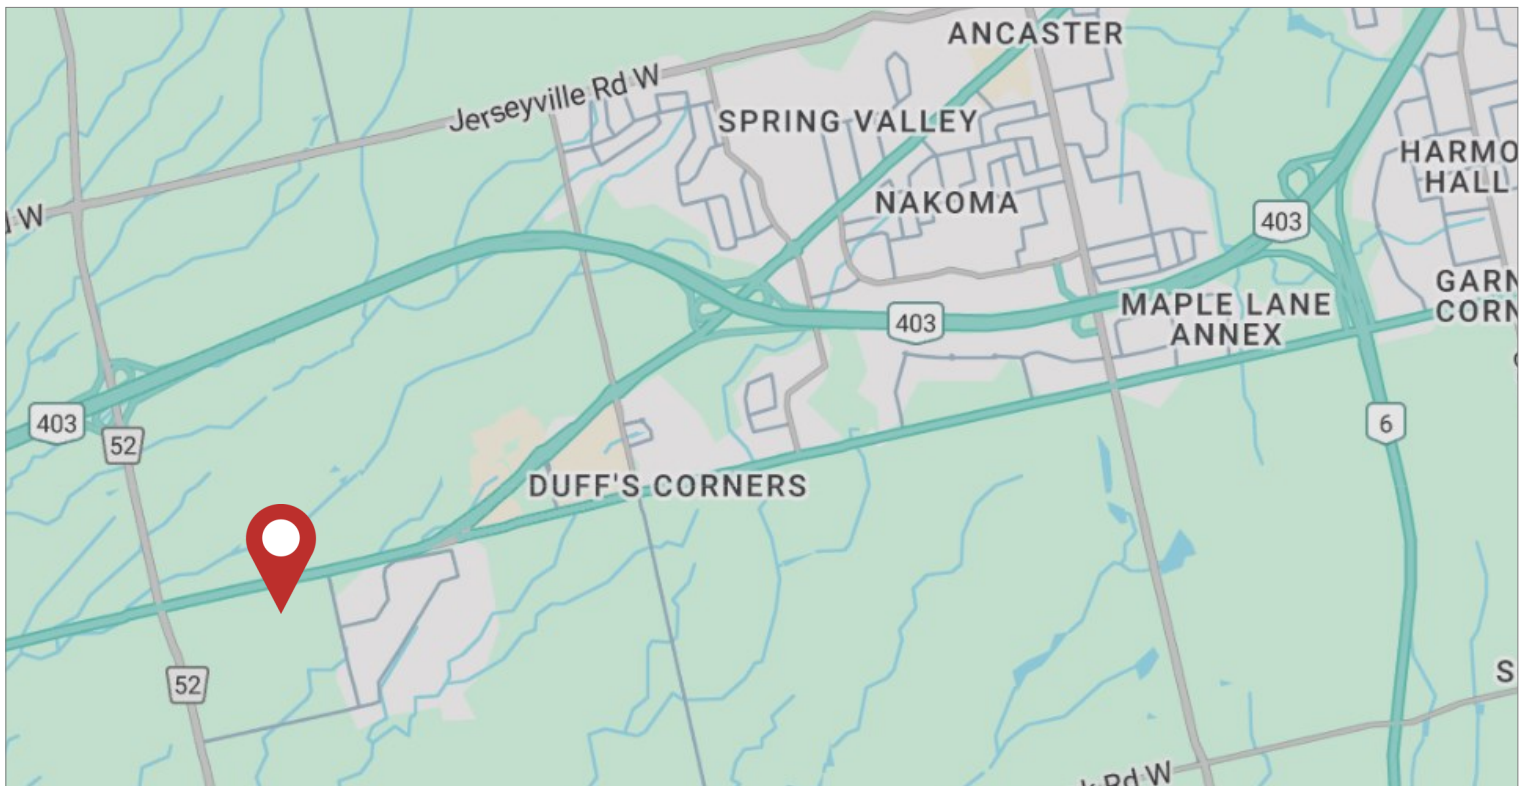 ANCASTER
Jerseyville Rd W
SPRING VALLEY
HARMO
HALL
NAKOMA
W
403
GARN
CORN
MAPLE LANE
ANNEX
403
403
6
52
DUFF'S CORNERS
52
S
Rd W